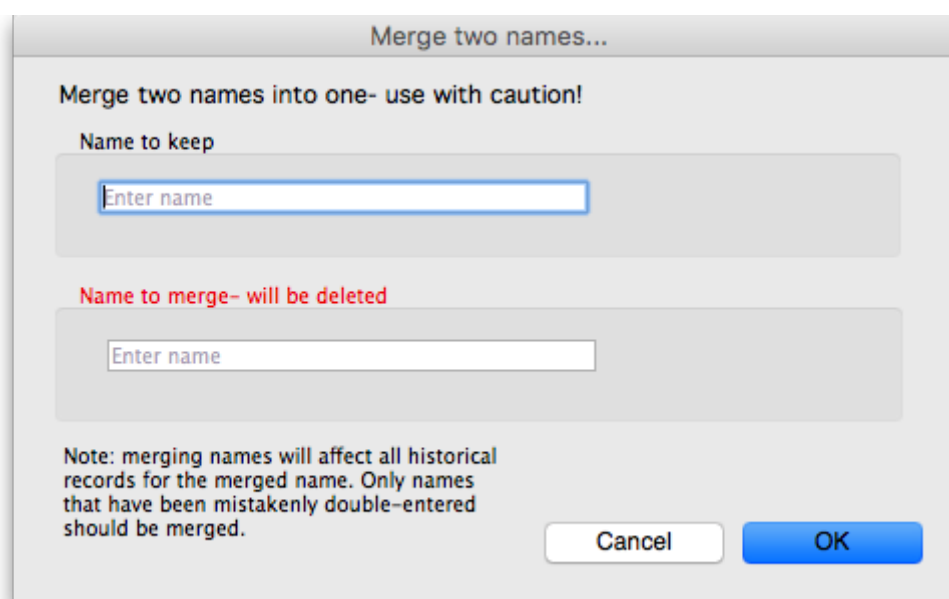 Merge two names...
Merge two names into one- use with caution!
Name to keep
Enter name
Name to merge- will be deleted
Enter name
Note: merging names will affect all historical
records for the merged name. Only names
that have been mistakenly double-entered
should be merged.
Cancel OK